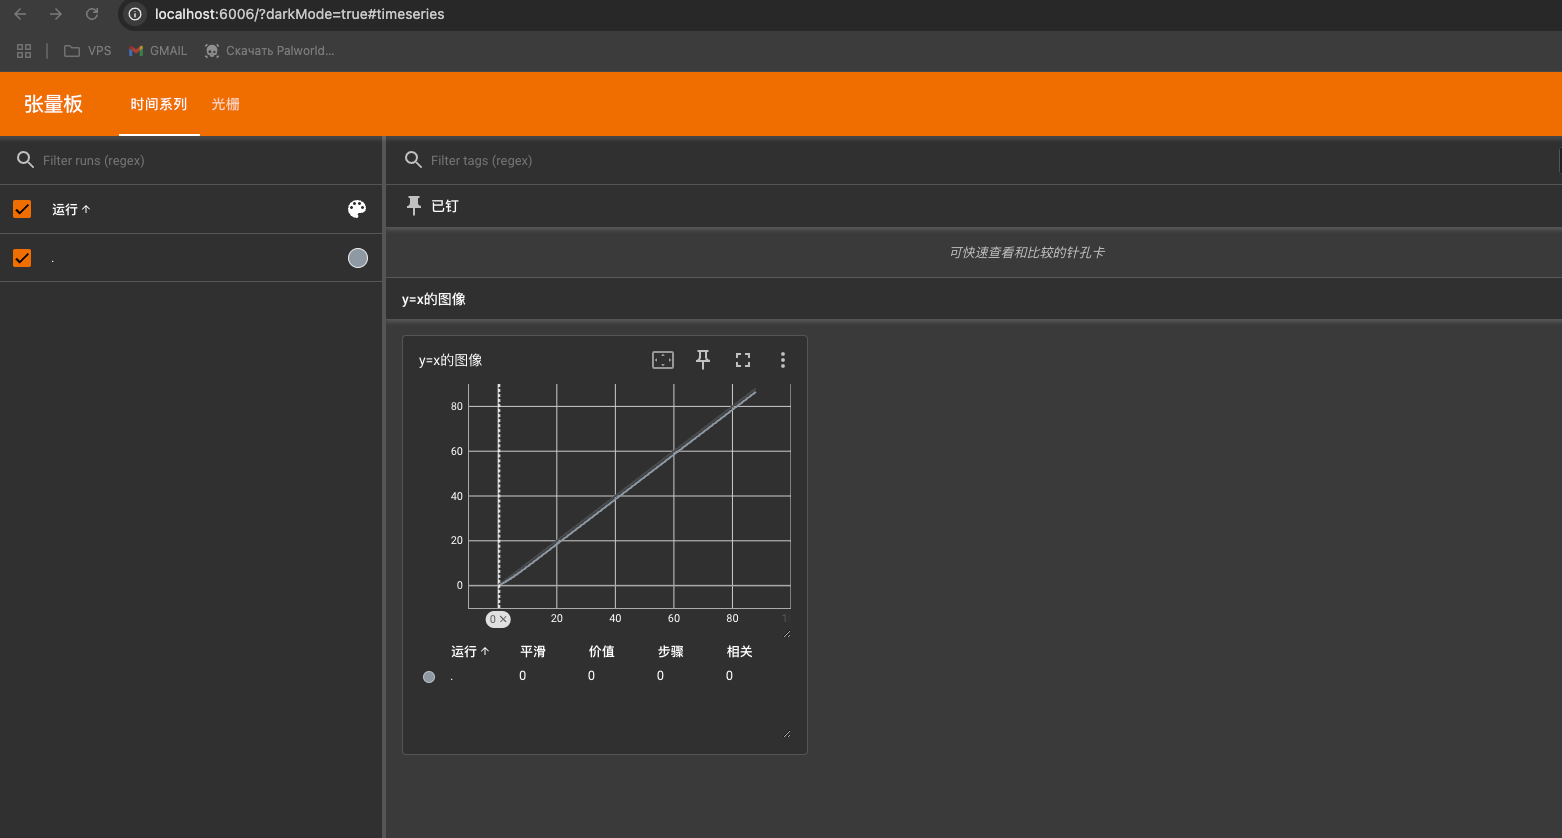 localhost:6006/?darkMode=true#timeseries
VPS GMAIL Скачать Palworld...
张量板 时间系列 光栅
Filter runs (regex)
运行 ↑
.
Filter tags (regex)
已钉
可快速查看和比较的针孔卡
y=x的图像
y=x的图像
80
60
40
20
0
0 × 20 40 60 80
运行 ↑ 平滑 价值 步骤 相关
. 0 0 0 0